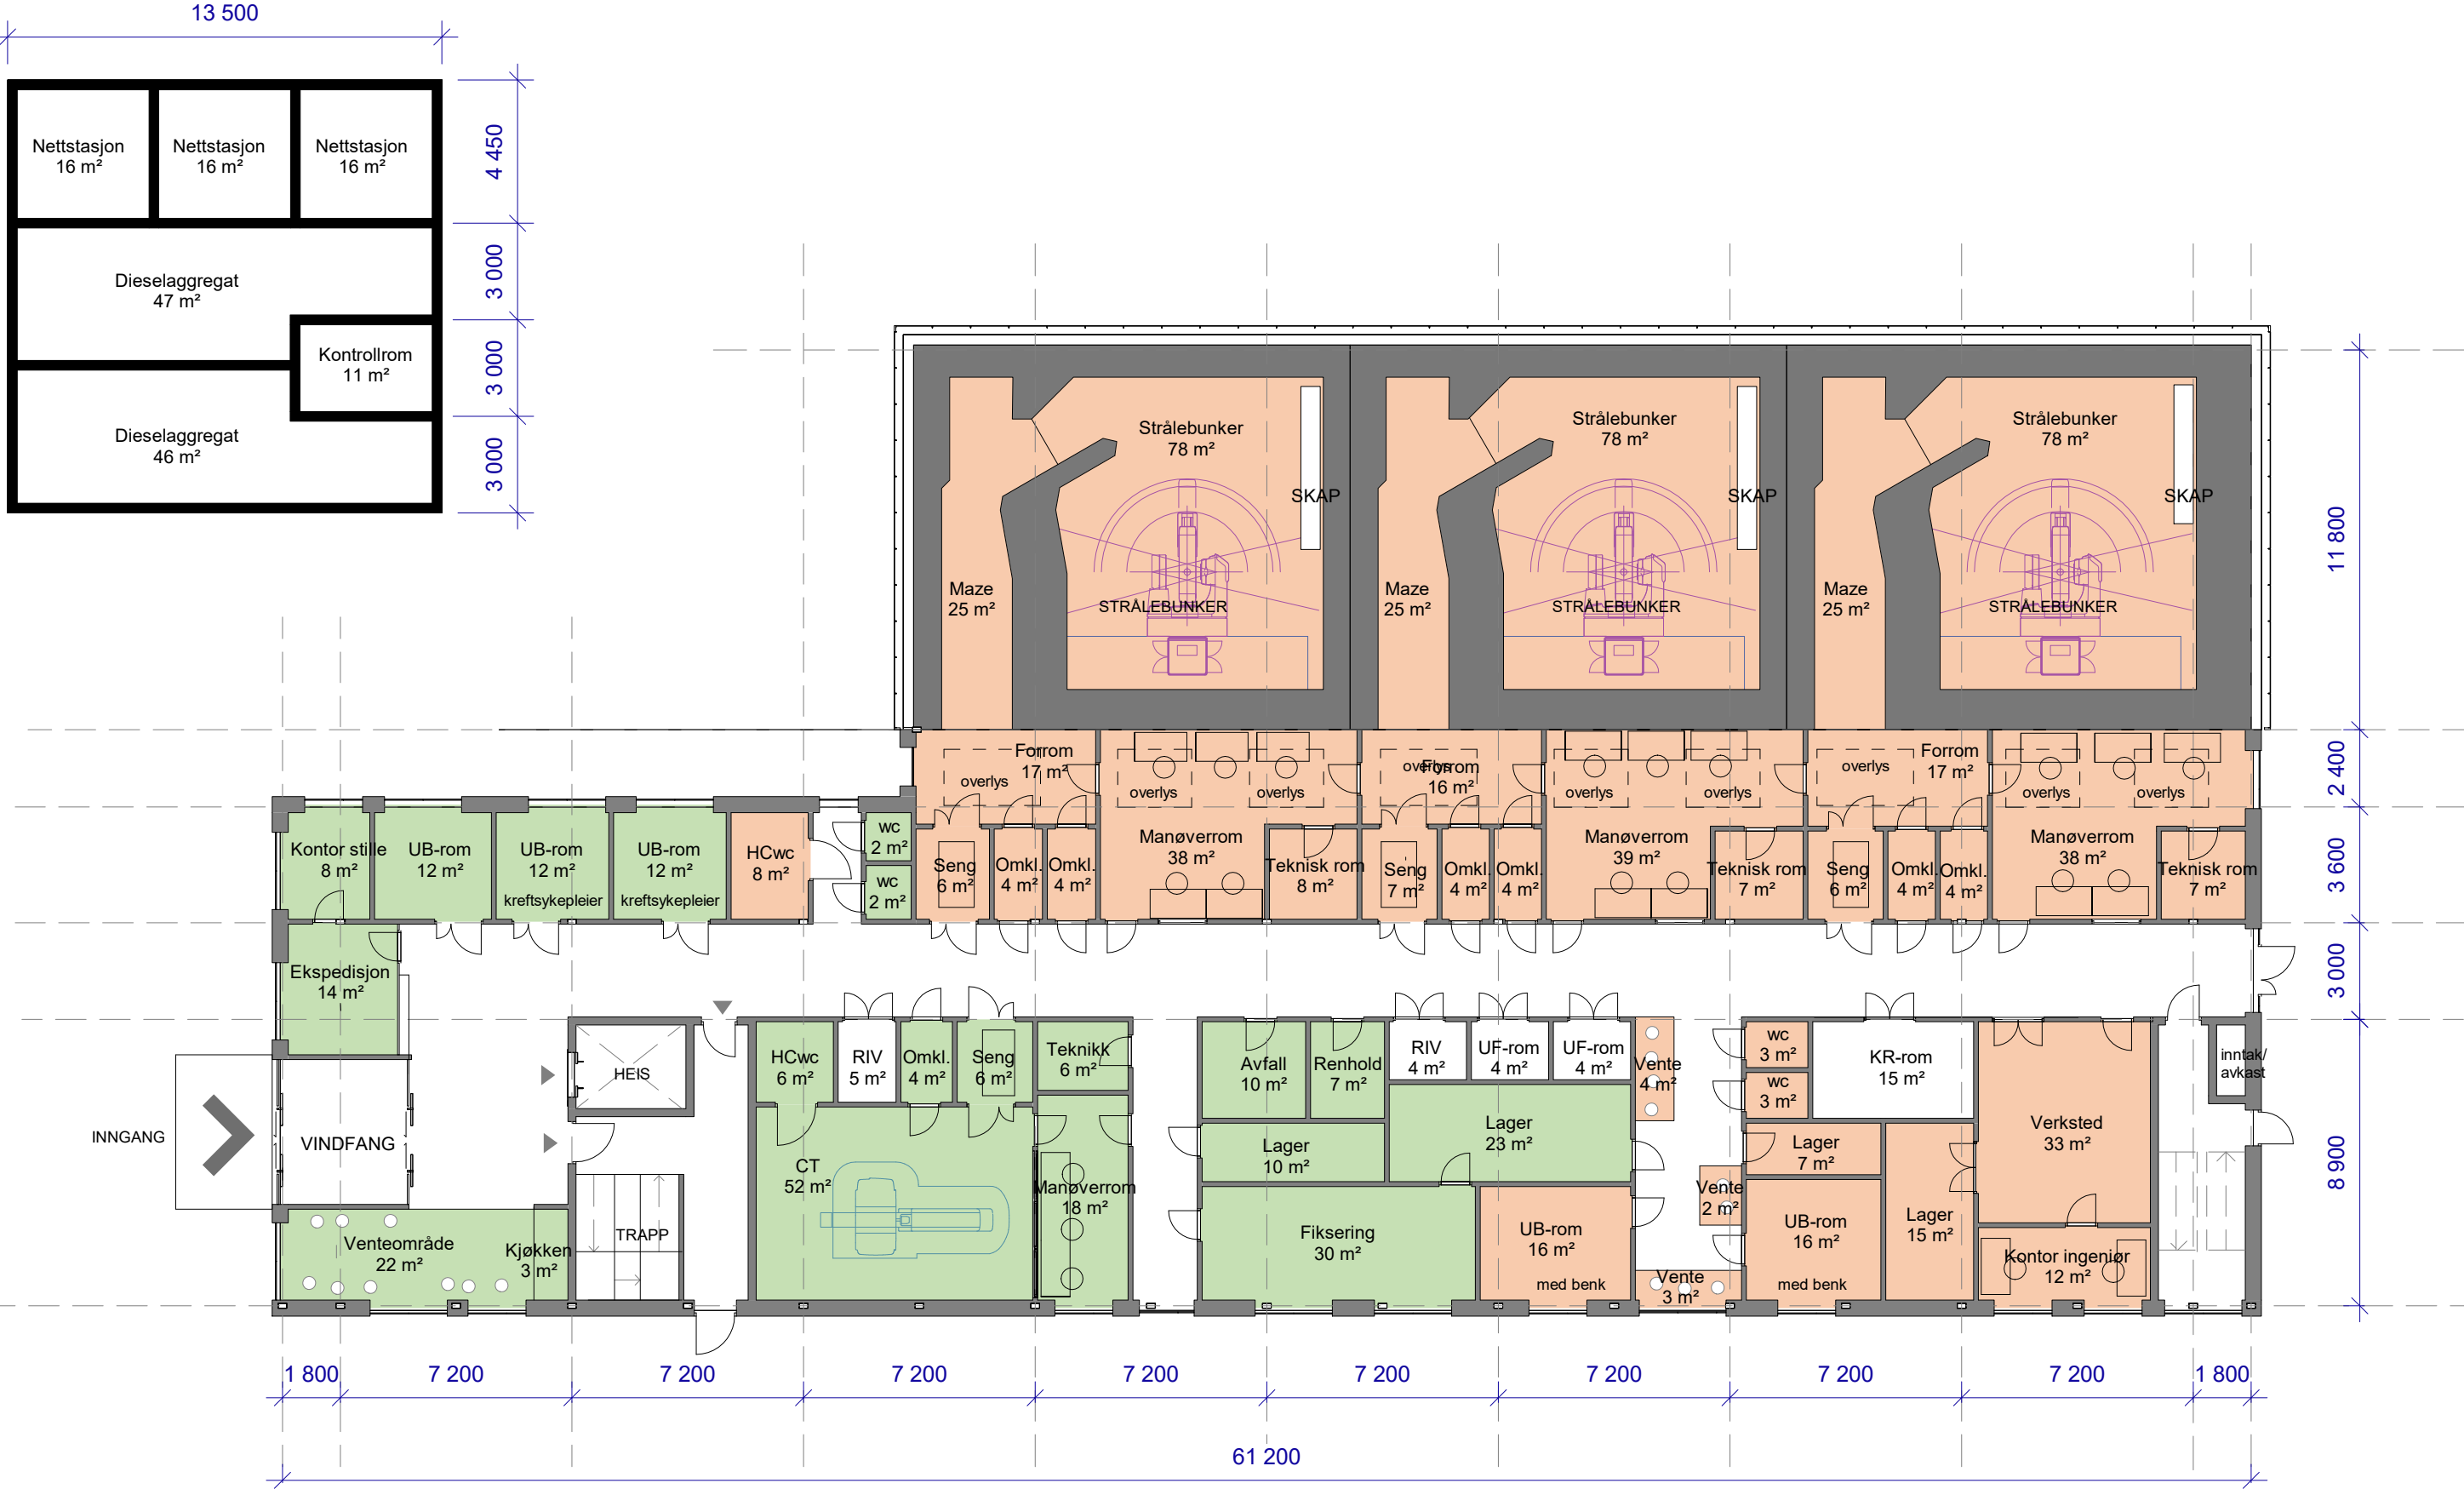 13 500
Nettstasjon
16 m²
Nettstasjon
16 m²
Nettstasjon
16 m²
4 450
Dieselaggregat
47 m²
3 000
Kontrollrom
11 m²
3 000
Dieselaggregat
46 m²
3 000
Strålebunker
78 m²
SKAP
Maze
25 m²
STRÅLEBUNKER
Strålebunker
78 m²
SKAP
Maze
25 m²
STRÅLEBUNKER
Strålebunker
78 m²
SKAP
Maze
25 m²
STRÅLEBUNKER
11 800
Forrom
17 m²
overlys
overlys
overlys
overlys
Forrom
16 m²
overlys
overlys
overlys
Forrom
17 m²
overlys
overlys
2 400
Kontor stille
8 m²
UB-rom
12 m²
UB-rom
12 m²
kreftsykepleier
UB-rom
12 m²
kreftsykepleier
HCwc
8 m²
wc
2 m²
wc
2 m²
Seng
6 m²
Omkl.
4 m²
Omkl.
4 m²
Manøverrom
38 m²
Teknisk rom
8 m²
Seng
7 m²
Omkl.
4 m²
Omkl.
4 m²
Manøverrom
39 m²
Teknisk rom
7 m²
Seng
6 m²
Omkl.
4 m²
Omkl.
4 m²
Manøverrom
38 m²
Teknisk rom
7 m²
3 600
Ekspedisjon
14 m²
3 000
INNGANG
VINDFANG
HEIS
TRAPP
Venteområde
22 m²
Kjøkken
3 m²
HCwc
6 m²
RIV
5 m²
Omkl.
4 m²
Seng
6 m²
Teknikk
6 m²
CT
52 m²
Manøverrom
18 m²
Avfall
10 m²
Renhold
7 m²
RIV
4 m²
UF-rom
4 m²
UF-rom
4 m²
Vente
4 m²
Lager
10 m²
Lager
23 m²
Fiksering
30 m²
UB-rom
16 m²
med benk
Vente
2 m²
Vente
3 m²
wc
3 m²
wc
3 m²
KR-rom
15 m²
Lager
7 m²
UB-rom
16 m²
med benk
Lager
15 m²
Verksted
33 m²
Kontor ingeniør
12 m²
inntak/
avkast
8 900
1 800
7 200
7 200
7 200
7 200
7 200
7 200
7 200
7 200
1 800
61 200